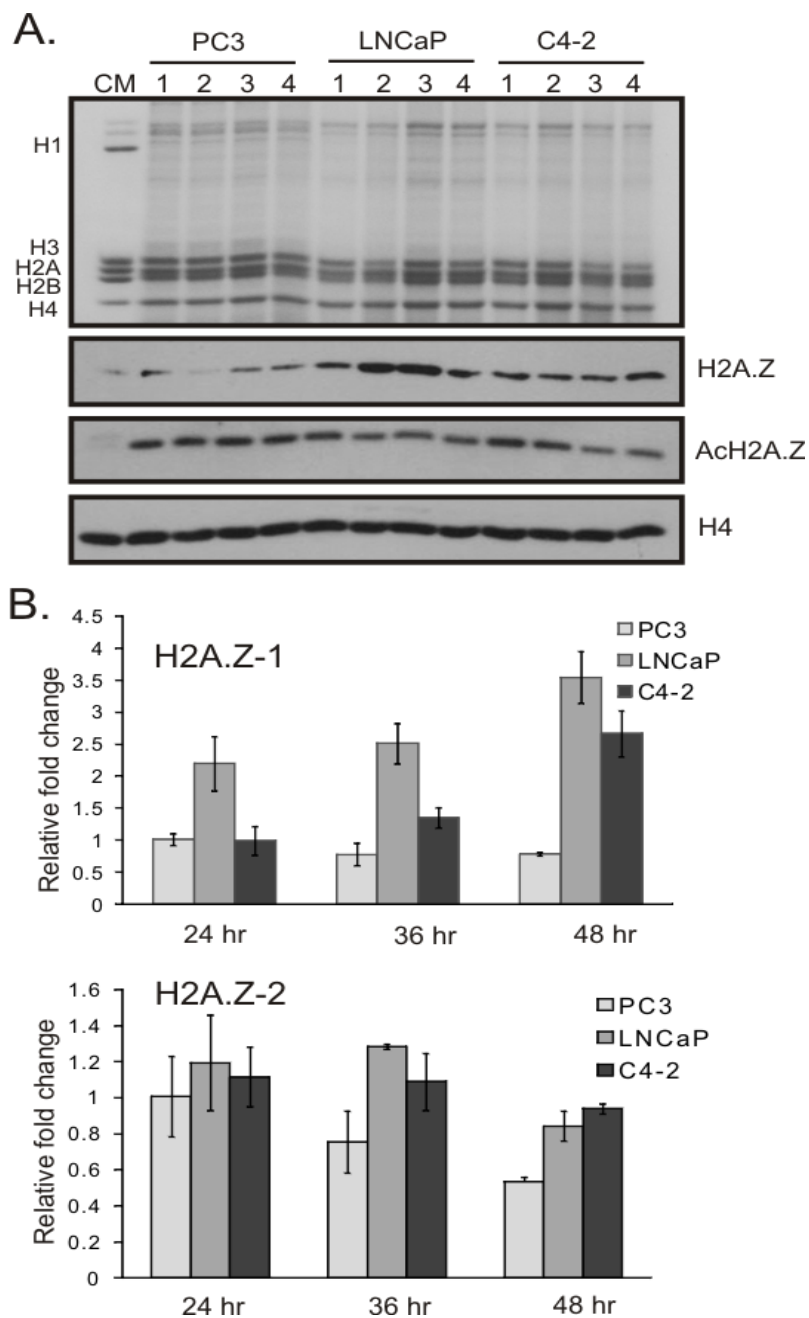 A.
PC3 LNCaP C4-2
CM 1 2 3 4 1 2 3 4 1 2 3 4
H1
H3
H2A
H2B
H4
H2A.Z
AcH2A.Z
H4
B.
H2A.Z-1
Relative fold change
4.5
4
3.5
3
2.5
2
1.5
1
0.5
0
PC3
LNCaP
C4-2
24 hr 36 hr 48 hr
H2A.Z-2
Relative fold change
1.6
1.4
1.2
1
0.8
0.6
0.4
0.2
0
PC3
LNCaP
C4-2
24 hr 36 hr 48 hr